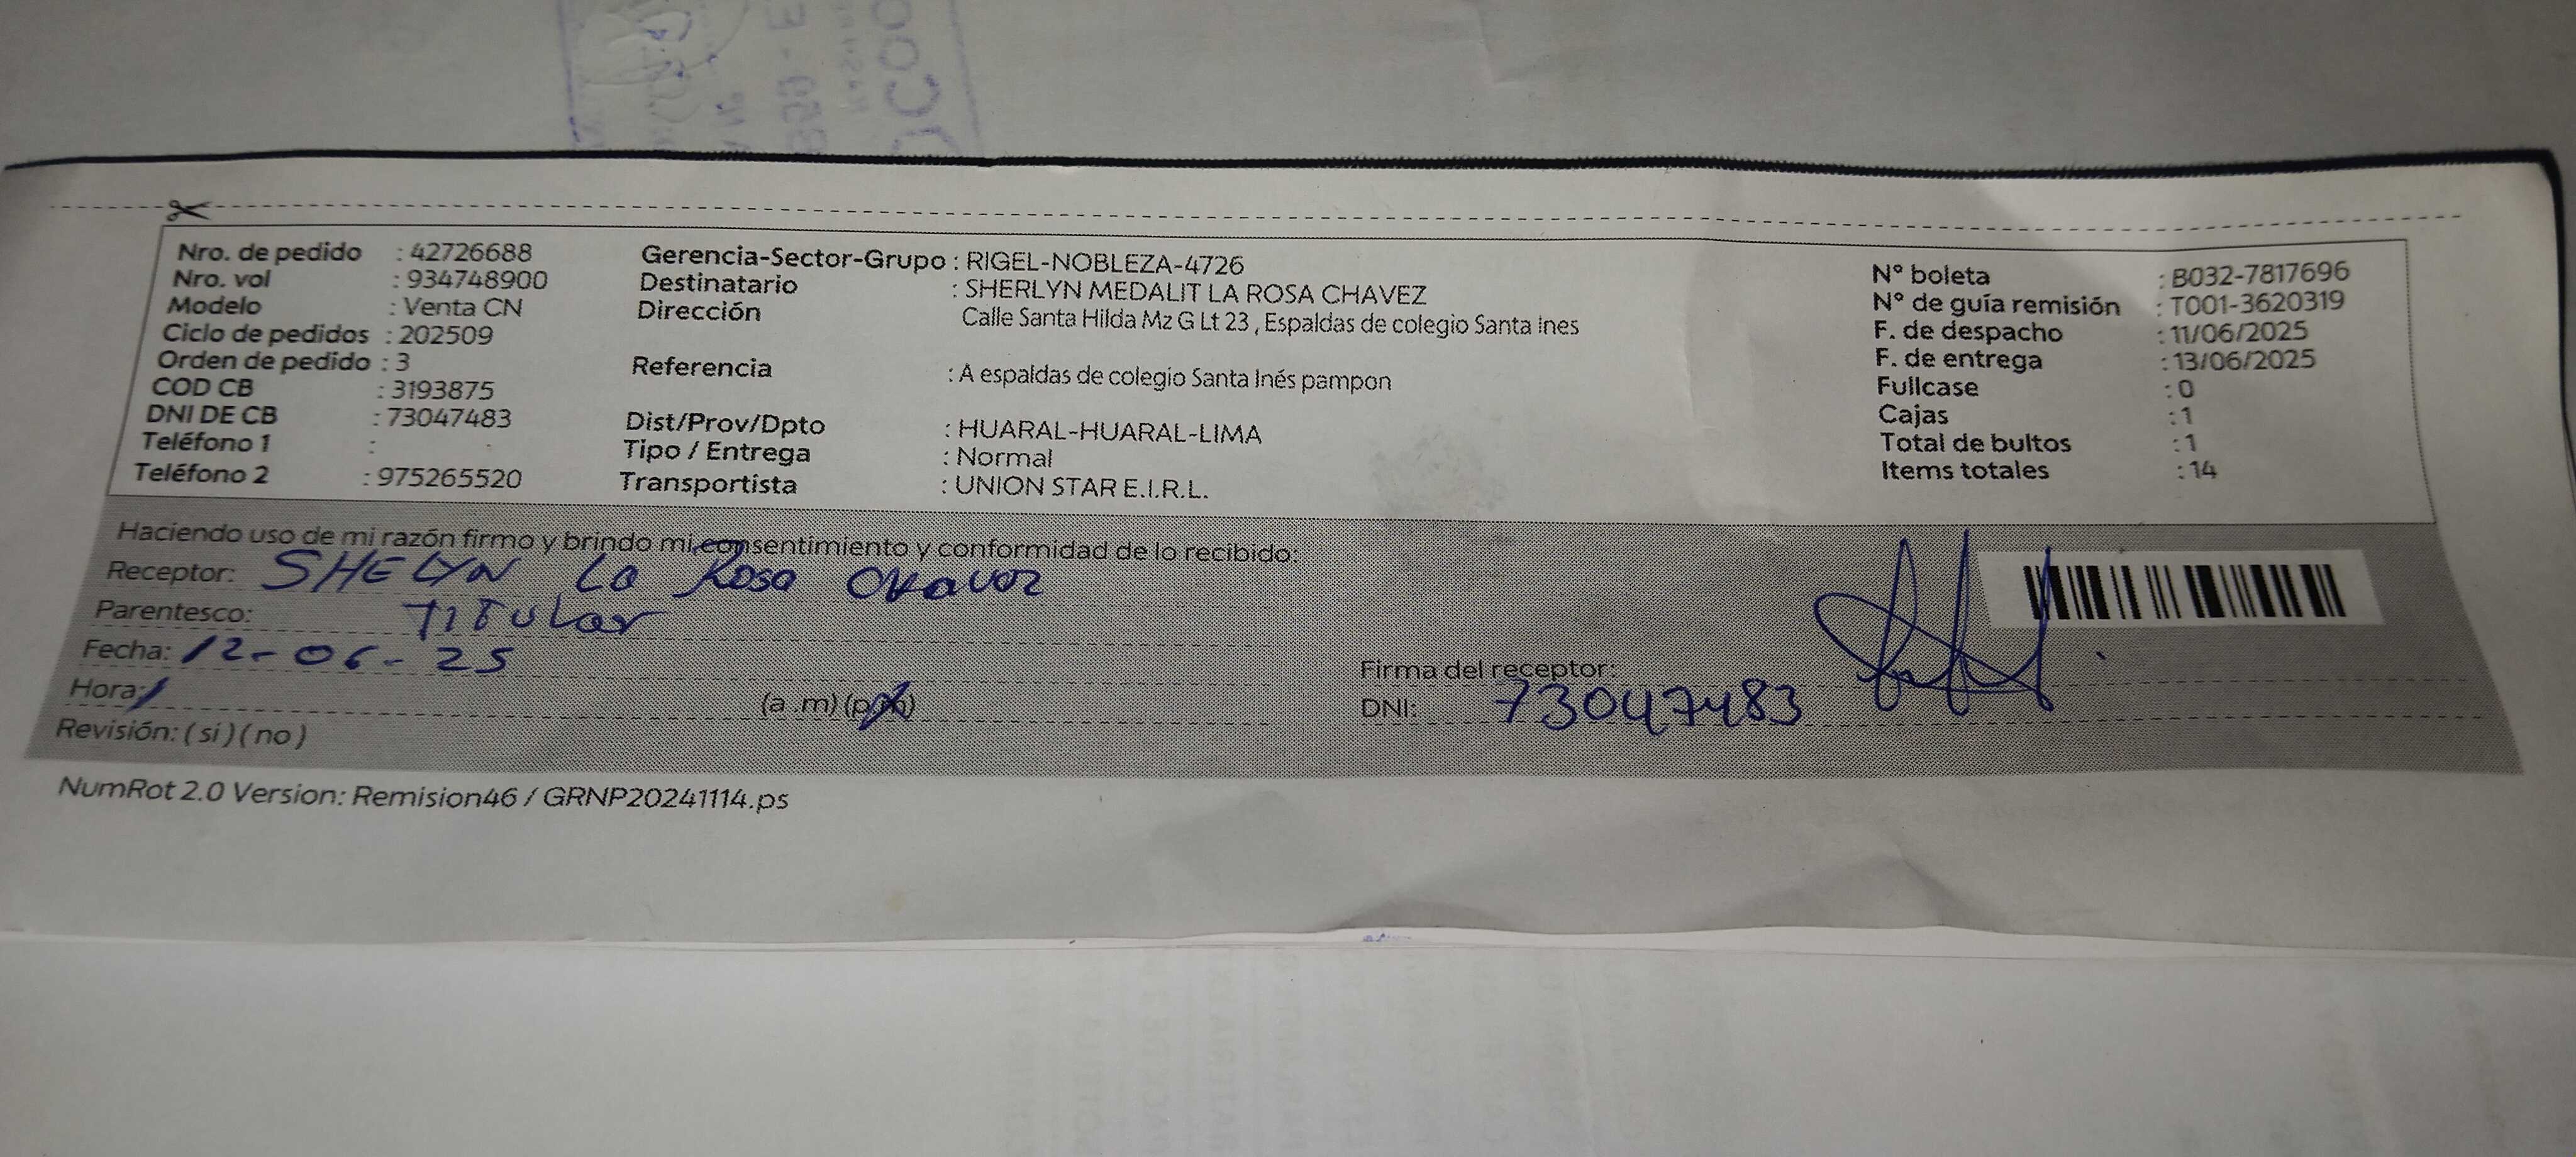 Nro. de pedido : 42726688
Nro. vol : 934748900
Modelo : Venta CN
Ciclo de pedidos : 202509
Orden de pedido : 3
COD CB : 3193875
DNI DE CB : 73047483
Teléfono 1 :
Teléfono 2 : 975265520
Gerencia-Sector-Grupo : RIGEL-NOBLEZA-4726
Destinatario : SHERLYN MEDALIT LA ROSA CHAVEZ
Dirección Calle Santa Hilda Mz G Lt 23 , Espaldas de colegio Santa ines
Referencia : A espaldas de colegio Santa Inés pampon
Dist/Prov/Dpto : HUARAL-HUARAL-LIMA
Tipo / Entrega : Normal
Transportista : UNION STAR E.I.R.L.
N° boleta : B032-7817696
N° de guía remisión : T001-3620319
F. de despacho : 11/06/2025
F. de entrega : 13/06/2025
Fullcase : 0
Cajas : 1
Total de bultos : 1
Items totales : 14
Haciendo uso de mi razón firmo y brindo mi consentimiento y conformidad de lo recibido:
Receptor: SHELYN La Rosa Chavez
Parentesco: TITULar
Fecha: 12-06-25
Hora: (a .m) (p.m)
Revisión: ( si ) ( no )
Firma del receptor:
DNI: 73047483
NumRot 2.0 Version: Remision46 / GRNP20241114.ps